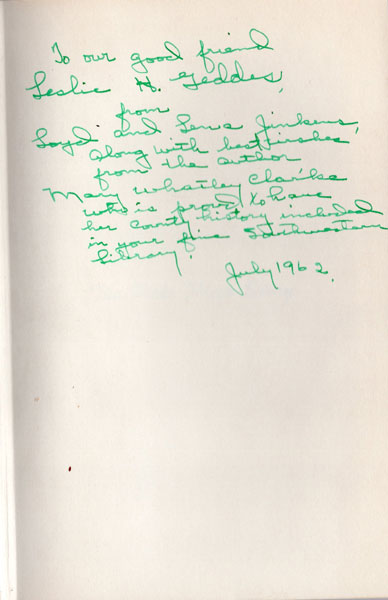 To our good friend
Leslie H. Geddes,
from
Loyd and Lena Jinkens,
along with best wishes
from the author
Mary Whatley Clarke
who is proud to have
her county history included
in your fine Southwestern
library.
July 1962.